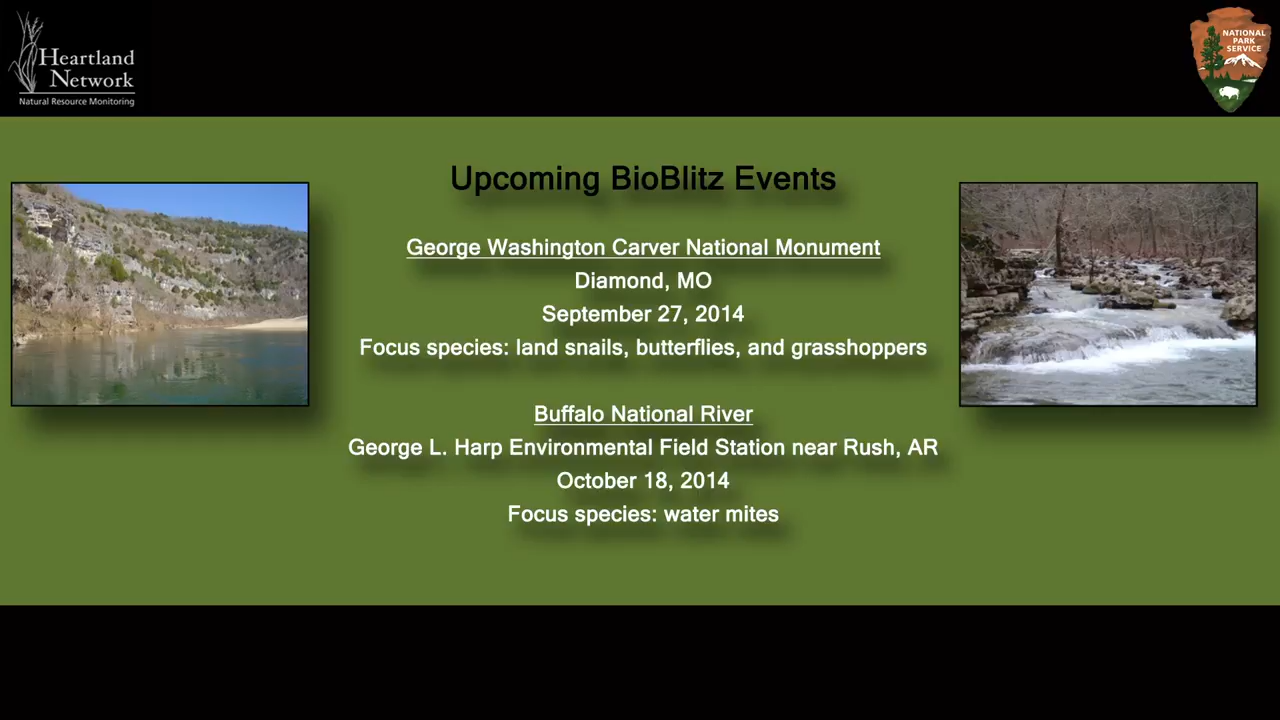 Heartland
Network
Natural Resource Monitoring
NATIONAL
PARK
SERVICE
Upcoming BioBlitz Events
George Washington Carver National Monument
Diamond, MO
September 27, 2014
Focus species: land snails, butterflies, and grasshoppers
Buffalo National River
George L. Harp Environmental Field Station near Rush, AR
October 18, 2014
Focus species: water mites